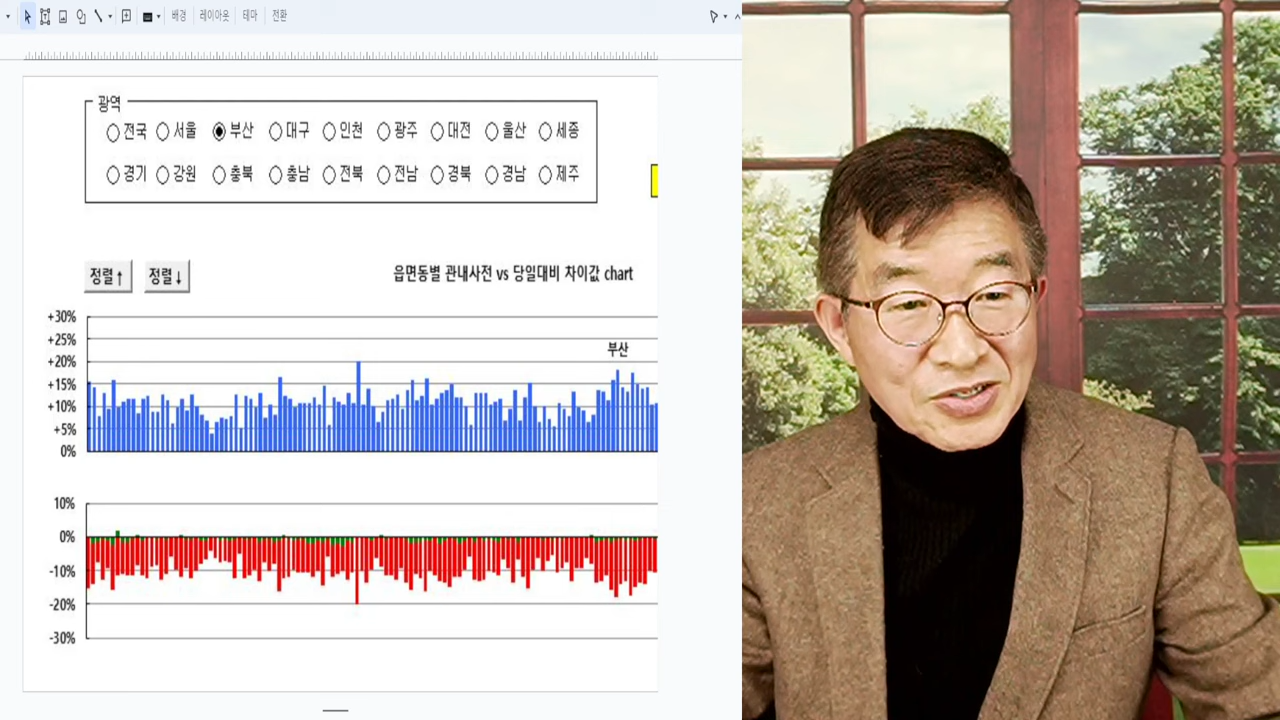 배경 레이아웃 테마 전환
광역
전국 서울 부산 대구 인천 광주 대전 울산 세종
경기 강원 충북 충남 전북 전남 경북 경남 제주
정렬↑ 정렬↓
읍면동별 관내사전 vs 당일대비 차이값 chart
+30%
+25%
부산
+20%
+15%
+10%
+5%
0%
10%
0%
-10%
-20%
-30%